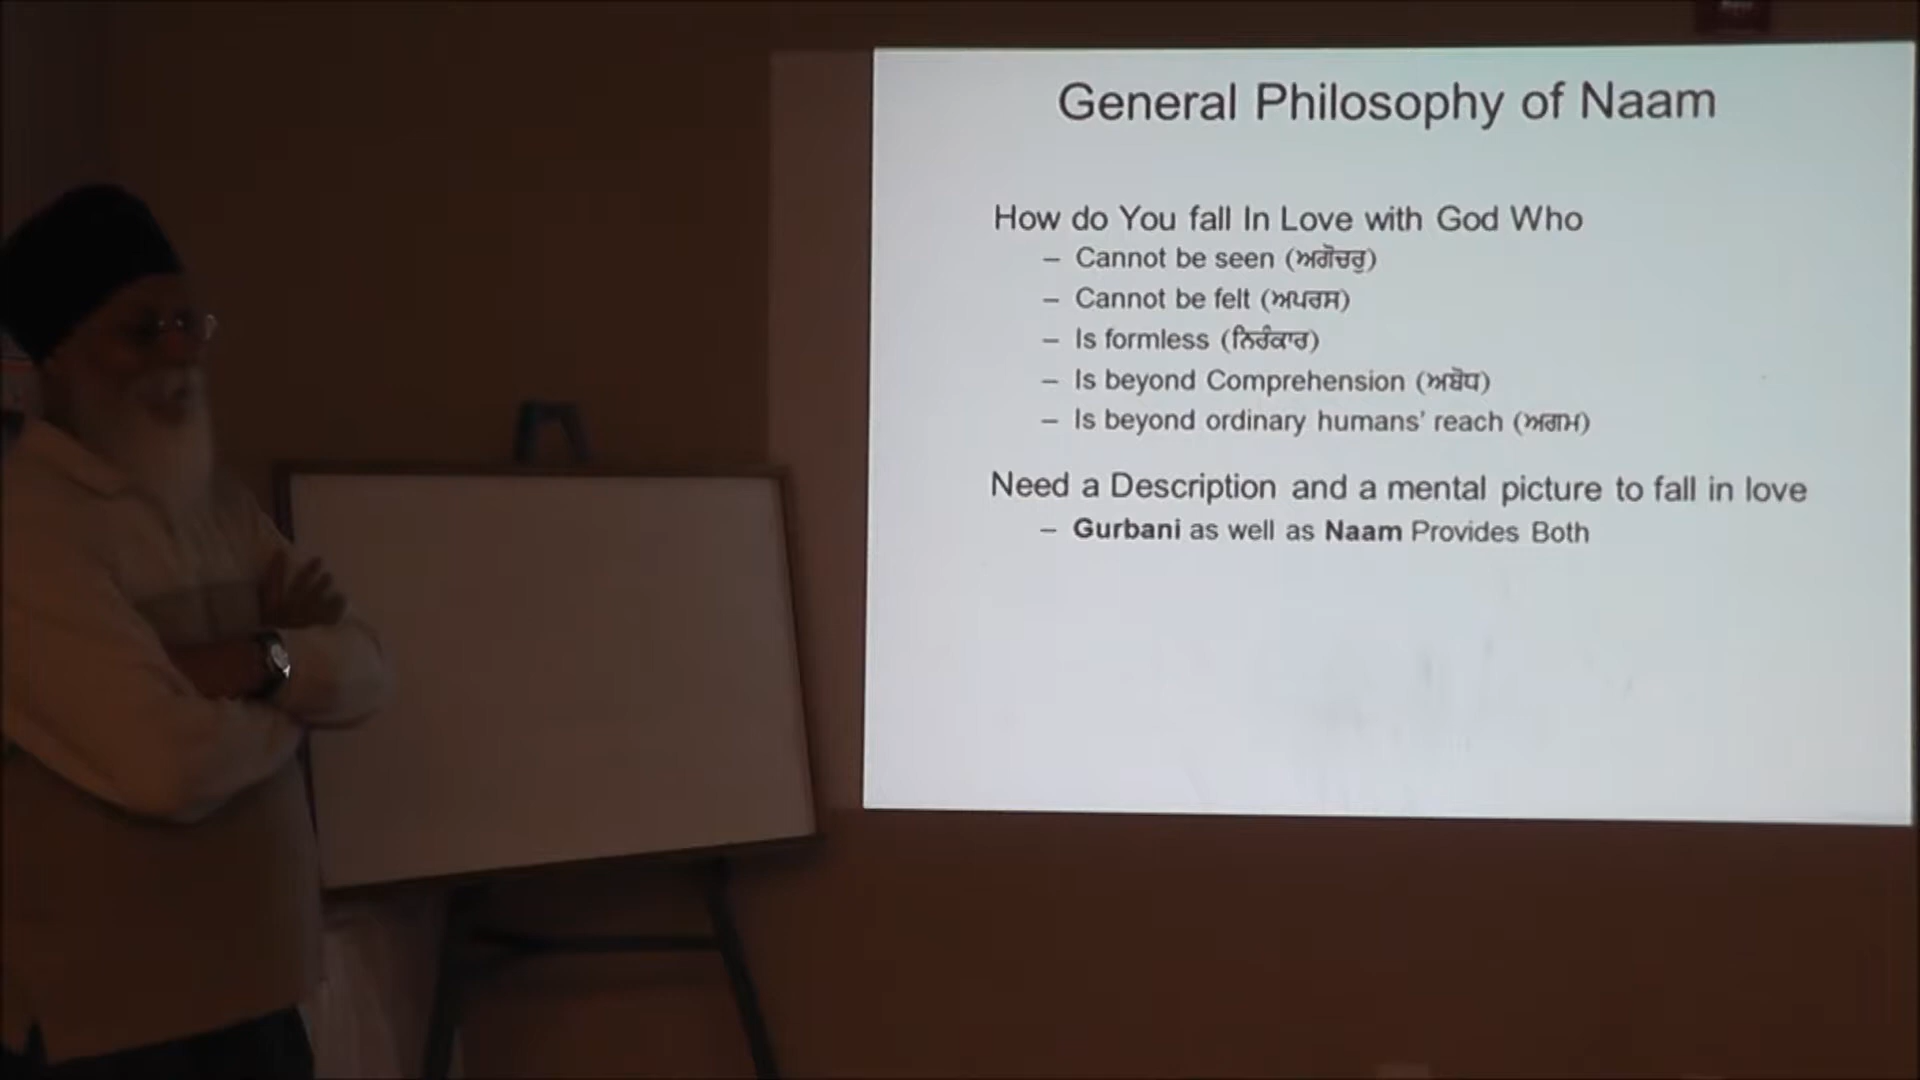 General Philosophy of Naam
How do You fall In Love with God Who
– Cannot be seen (ਅਗੋਚਰੁ)
– Cannot be felt (ਅਪਰਸ)
– Is formless (ਨਿਰੰਕਾਰ)
– Is beyond Comprehension (ਅਬੋਧ)
– Is beyond ordinary humans' reach (ਅਗਮ)
Need a Description and a mental picture to fall in love
– Gurbani as well as Naam Provides Both